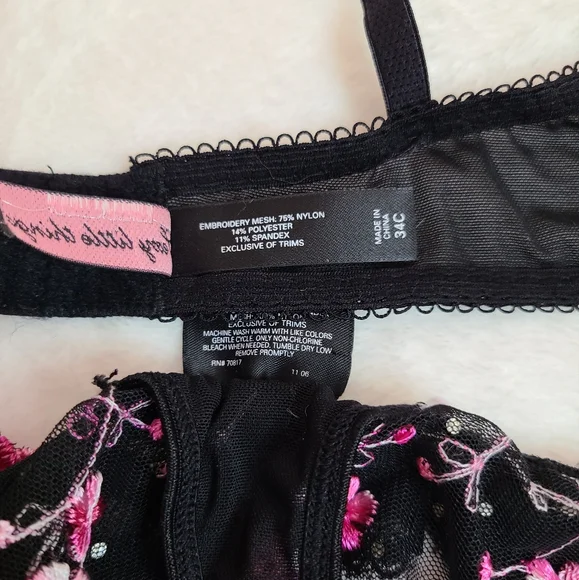 Sexy little things
EMBROIDERY MESH: 75% NYLON
14% POLYESTER
11% SPANDEX
EXCLUSIVE OF TRIMS
MADE IN
CHINA
34C
EXCLUSIVE OF TRIMS
MACHINE WASH WARM WITH LIKE COLORS
GENTLE CYCLE. ONLY NON-CHLORINE
BLEACH WHEN NEEDED. TUMBLE DRY LOW
REMOVE PROMPTLY
RN# 70817
11 06